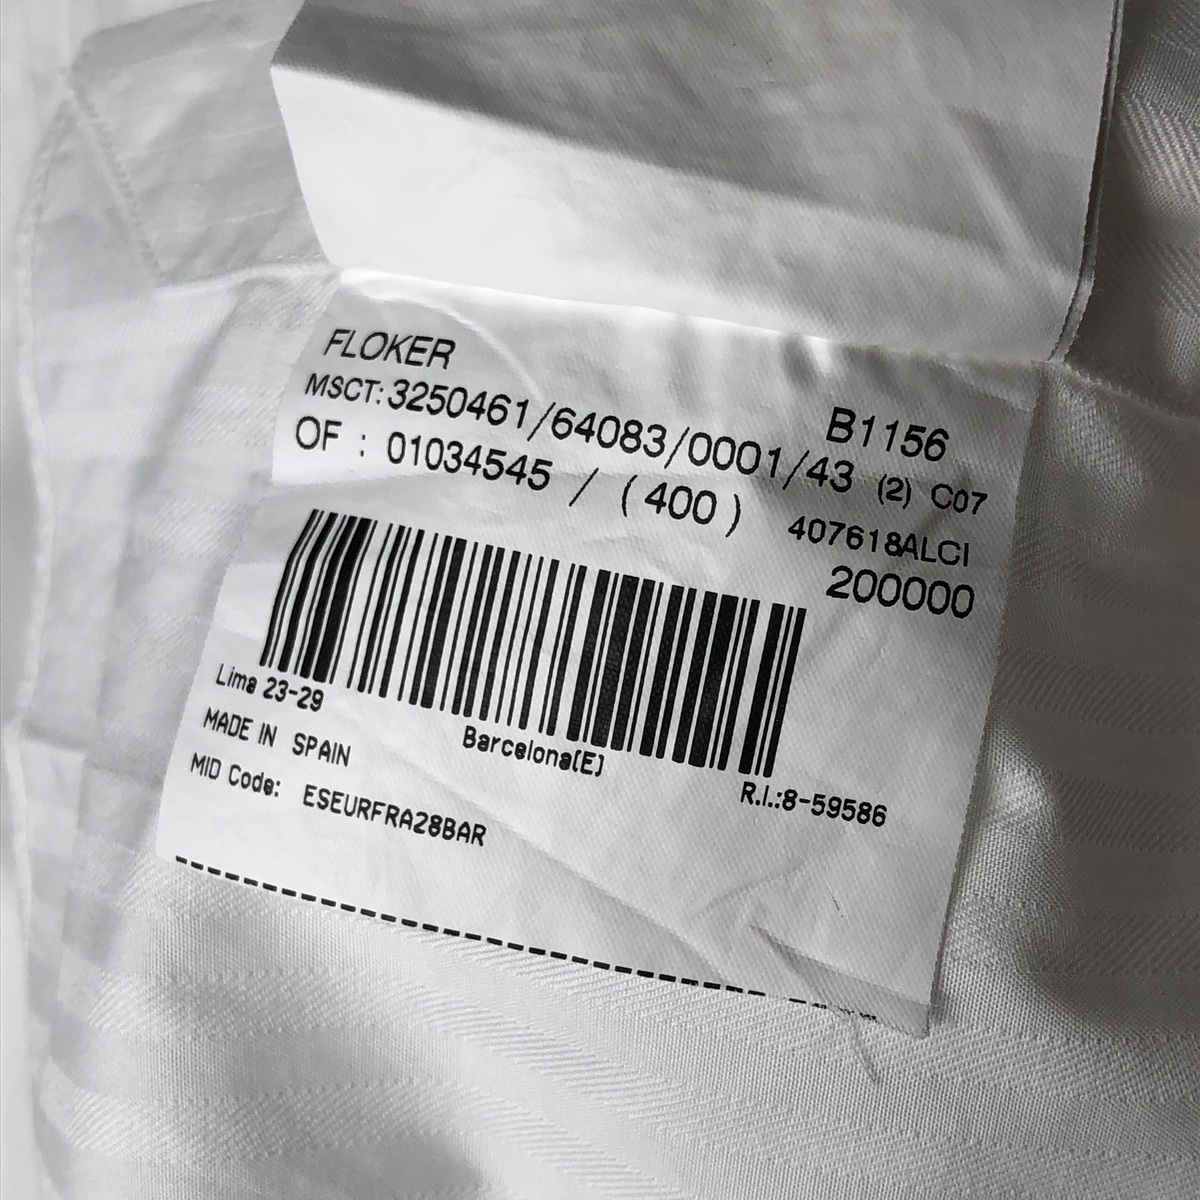 FLOKER
B1156
MSCT:3250461/64083/0001/43 (2) C07
OF : 01034545 / (400) 407618ALCI
200000
Lima 23-29
Barcelona(E)
R.I.:8-59586
MADE IN SPAIN
MID Code: ESEURFRA28BAR